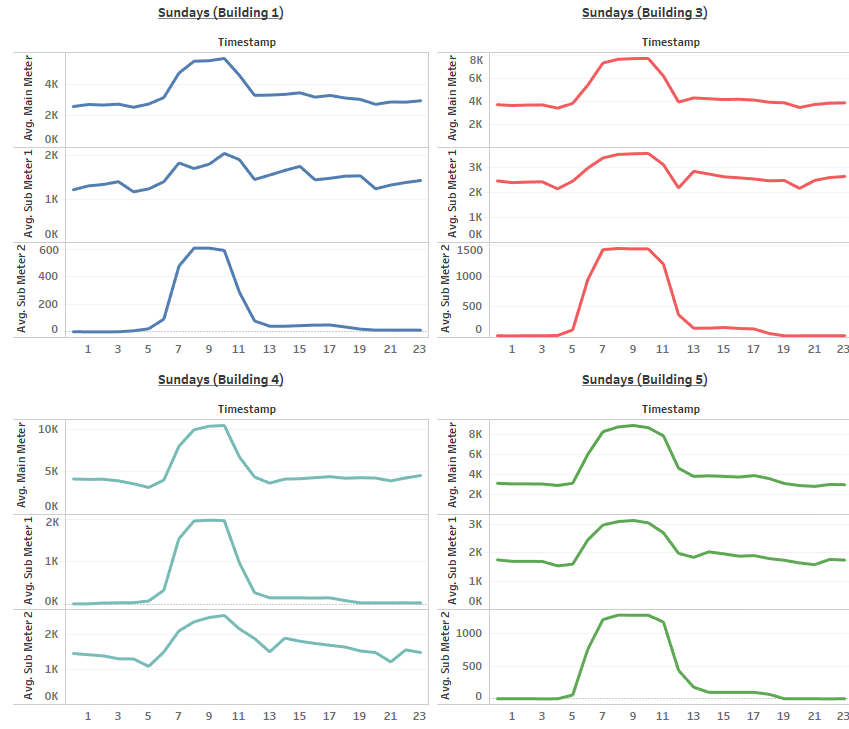 Sundays (Building 1)
Timestamp
Avg. Main Meter
4K
2K
0K
Avg. Sub Meter 1
2K
1K
0K
Avg. Sub Meter 2
600
400
200
0
1 3 5 7 9 11 13 15 17 19 21 23
Sundays (Building 3)
Timestamp
Avg. Main Meter
8K
6K
4K
2K
Avg. Sub Meter 1
3K
2K
1K
0K
Avg. Sub Meter 2
1500
1000
500
0
1 3 5 7 9 11 13 15 17 19 21 23
Sundays (Building 4)
Timestamp
Avg. Main Meter
10K
5K
0K
Avg. Sub Meter 1
2K
1K
0K
Avg. Sub Meter 2
2K
1K
0K
1 3 5 7 9 11 13 15 17 19 21 23
Sundays (Building 5)
Timestamp
Avg. Main Meter
8K
6K
4K
2K
Avg. Sub Meter 1
3K
2K
1K
0K
Avg. Sub Meter 2
1000
500
0
1 3 5 7 9 11 13 15 17 19 21 23